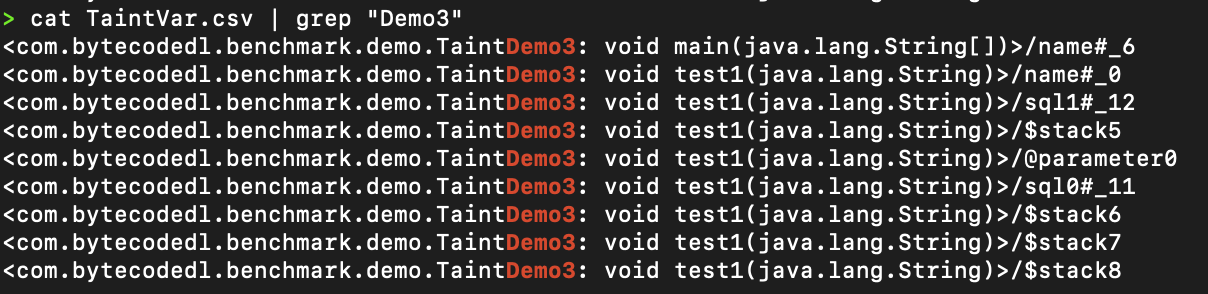 > cat TaintVar.csv | grep "Demo3"
<com.bytecodedl.benchmark.demo.TaintDemo3: void main(java.lang.String[])>/name#_6
<com.bytecodedl.benchmark.demo.TaintDemo3: void test1(java.lang.String)>/name#_0
<com.bytecodedl.benchmark.demo.TaintDemo3: void test1(java.lang.String)>/sql1#_12
<com.bytecodedl.benchmark.demo.TaintDemo3: void test1(java.lang.String)>/$stack5
<com.bytecodedl.benchmark.demo.TaintDemo3: void test1(java.lang.String)>/@parameter0
<com.bytecodedl.benchmark.demo.TaintDemo3: void test1(java.lang.String)>/sql0#_11
<com.bytecodedl.benchmark.demo.TaintDemo3: void test1(java.lang.String)>/$stack6
<com.bytecodedl.benchmark.demo.TaintDemo3: void test1(java.lang.String)>/$stack7
<com.bytecodedl.benchmark.demo.TaintDemo3: void test1(java.lang.String)>/$stack8